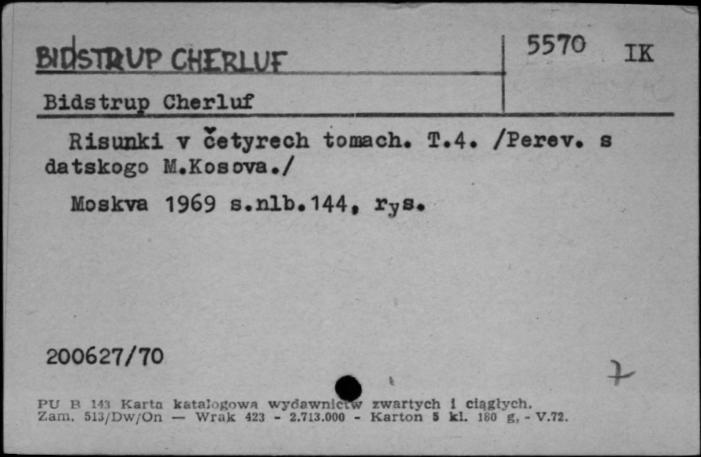 BIDSTRUP CHERLUF
5570 IK
Bidstrup Cherluf
Risunki v četyrech tomach. T.4. /Perev. s
datskogo M.Kosova./
Moskva 1969 s.nlb.144, rys.
200627/70
PU B 143 Karta katalogowa wydawnictw zwartych i ciągłych.
Zam. 513/Dw/On — Wrak 423 - 2.713.000 - Karton 5 kl. 180 g. - V.72.